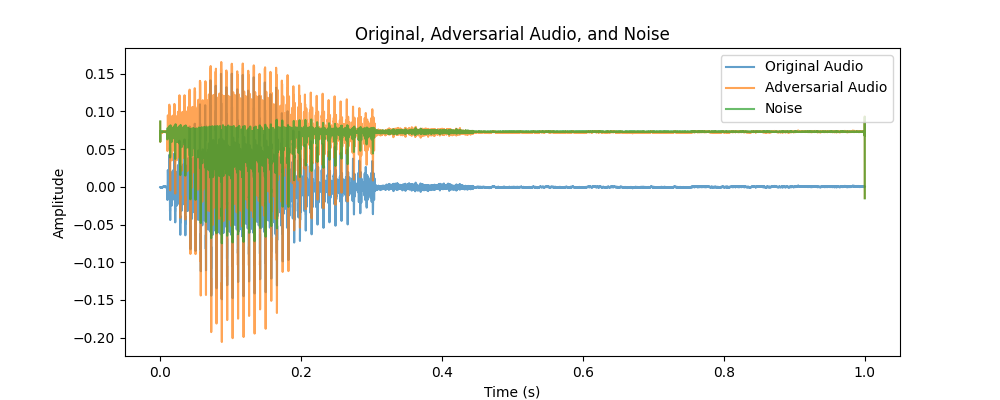 Original, Adversarial Audio, and Noise
Original Audio
Adversarial Audio
Noise
Amplitude
0.15
0.10
0.05
0.00
−0.05
−0.10
−0.15
−0.20
0.0 0.2 0.4 0.6 0.8 1.0
Time (s)